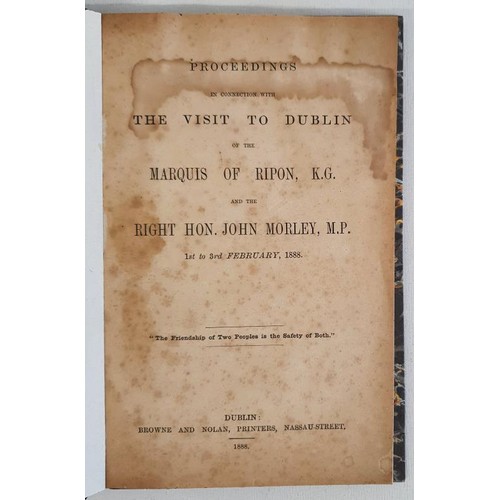 PROCEEDINGS
IN CONNECTION WITH
THE VISIT TO DUBLIN
OF THE
MARQUIS OF RIPON, K.G.
AND THE
RIGHT HON. JOHN MORLEY, M.P.
1st to 3rd FEBRUARY, 1888.
"The Friendship of Two Peoples is the Safety of Both."
DUBLIN:
BROWNE AND NOLAN, PRINTERS, NASSAU-STREET.
1888.